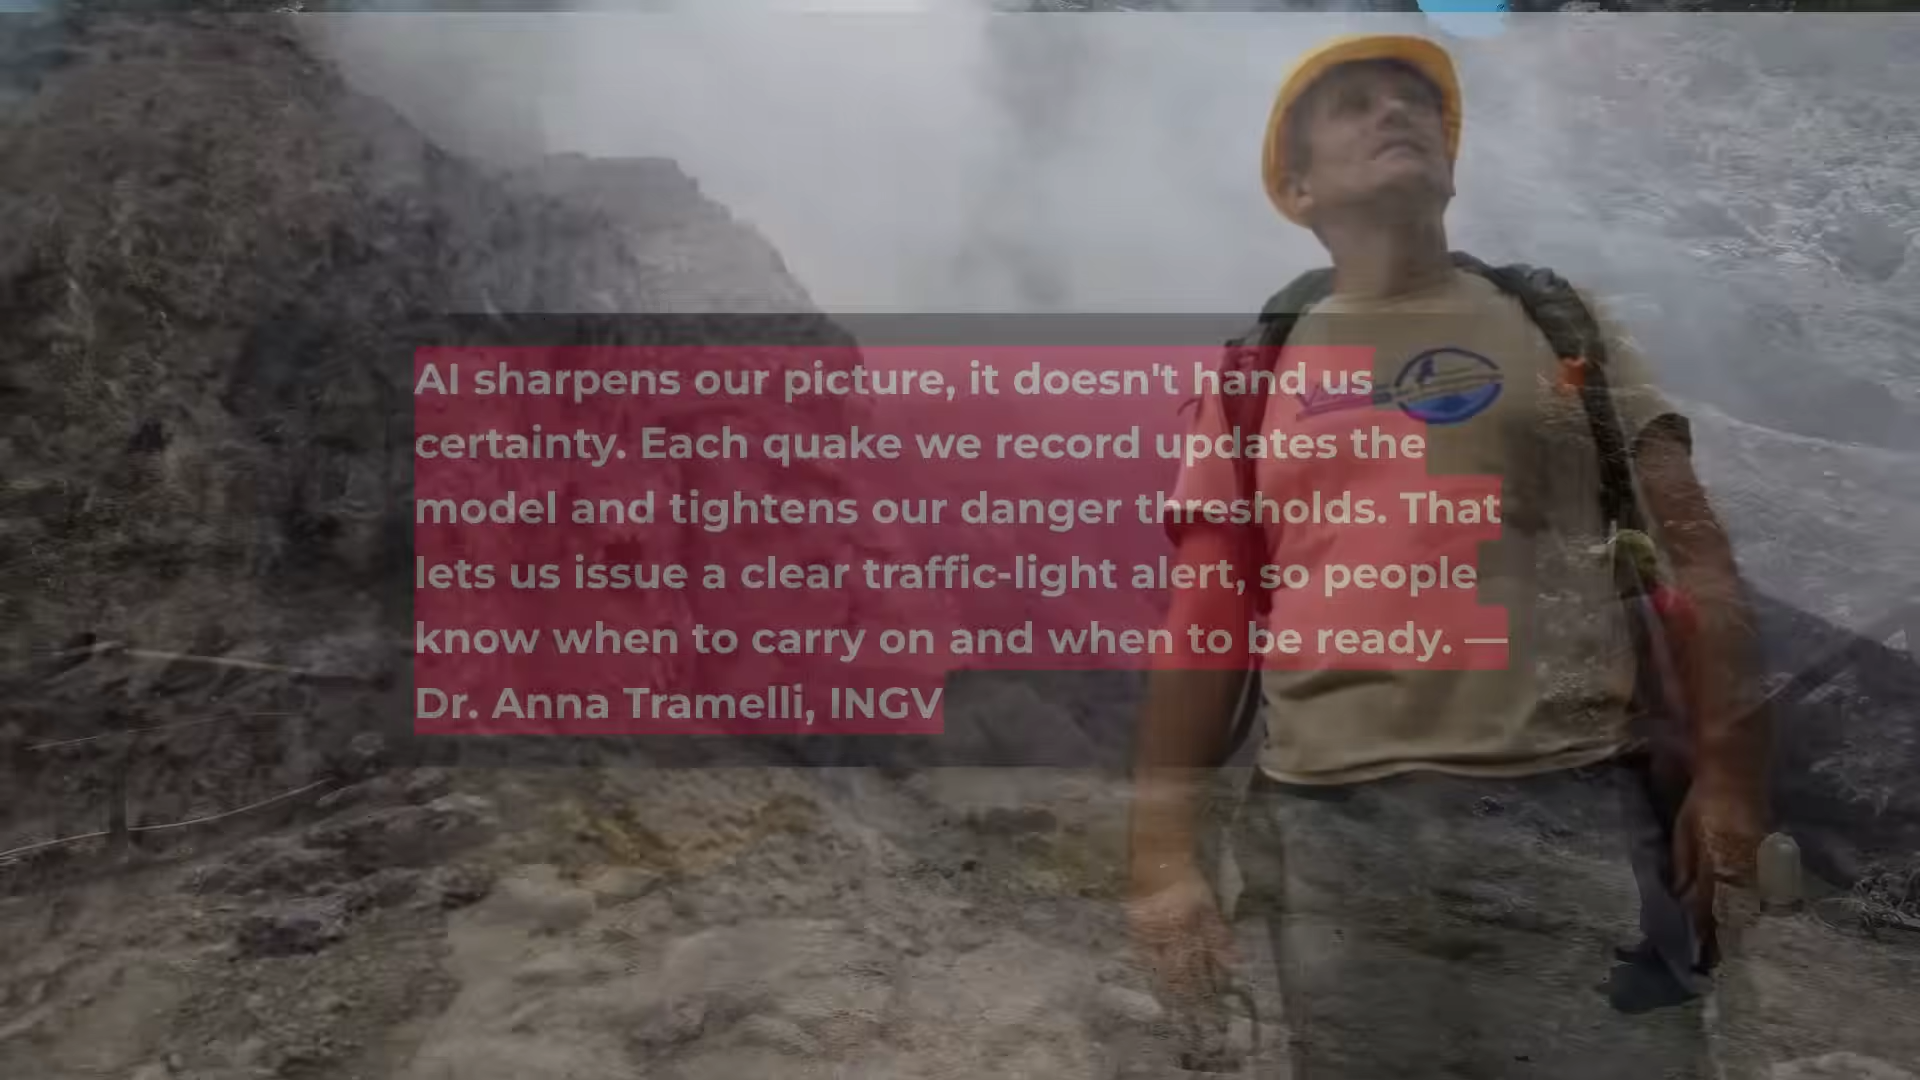 AI sharpens our picture, it doesn't hand us
certainty. Each quake we record updates the
model and tightens our danger thresholds. That
lets us issue a clear traffic-light alert, so people
know when to carry on and when to be ready. —
Dr. Anna Tramelli, INGV